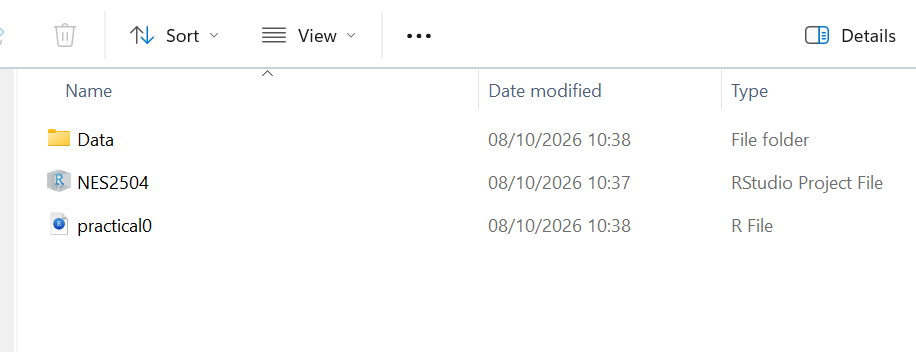 Sort View ••• Details
Name Date modified Type
Data 08/10/2026 10:38 File folder
NES2504 08/10/2026 10:37 RStudio Project File
practical0 08/10/2026 10:38 R File